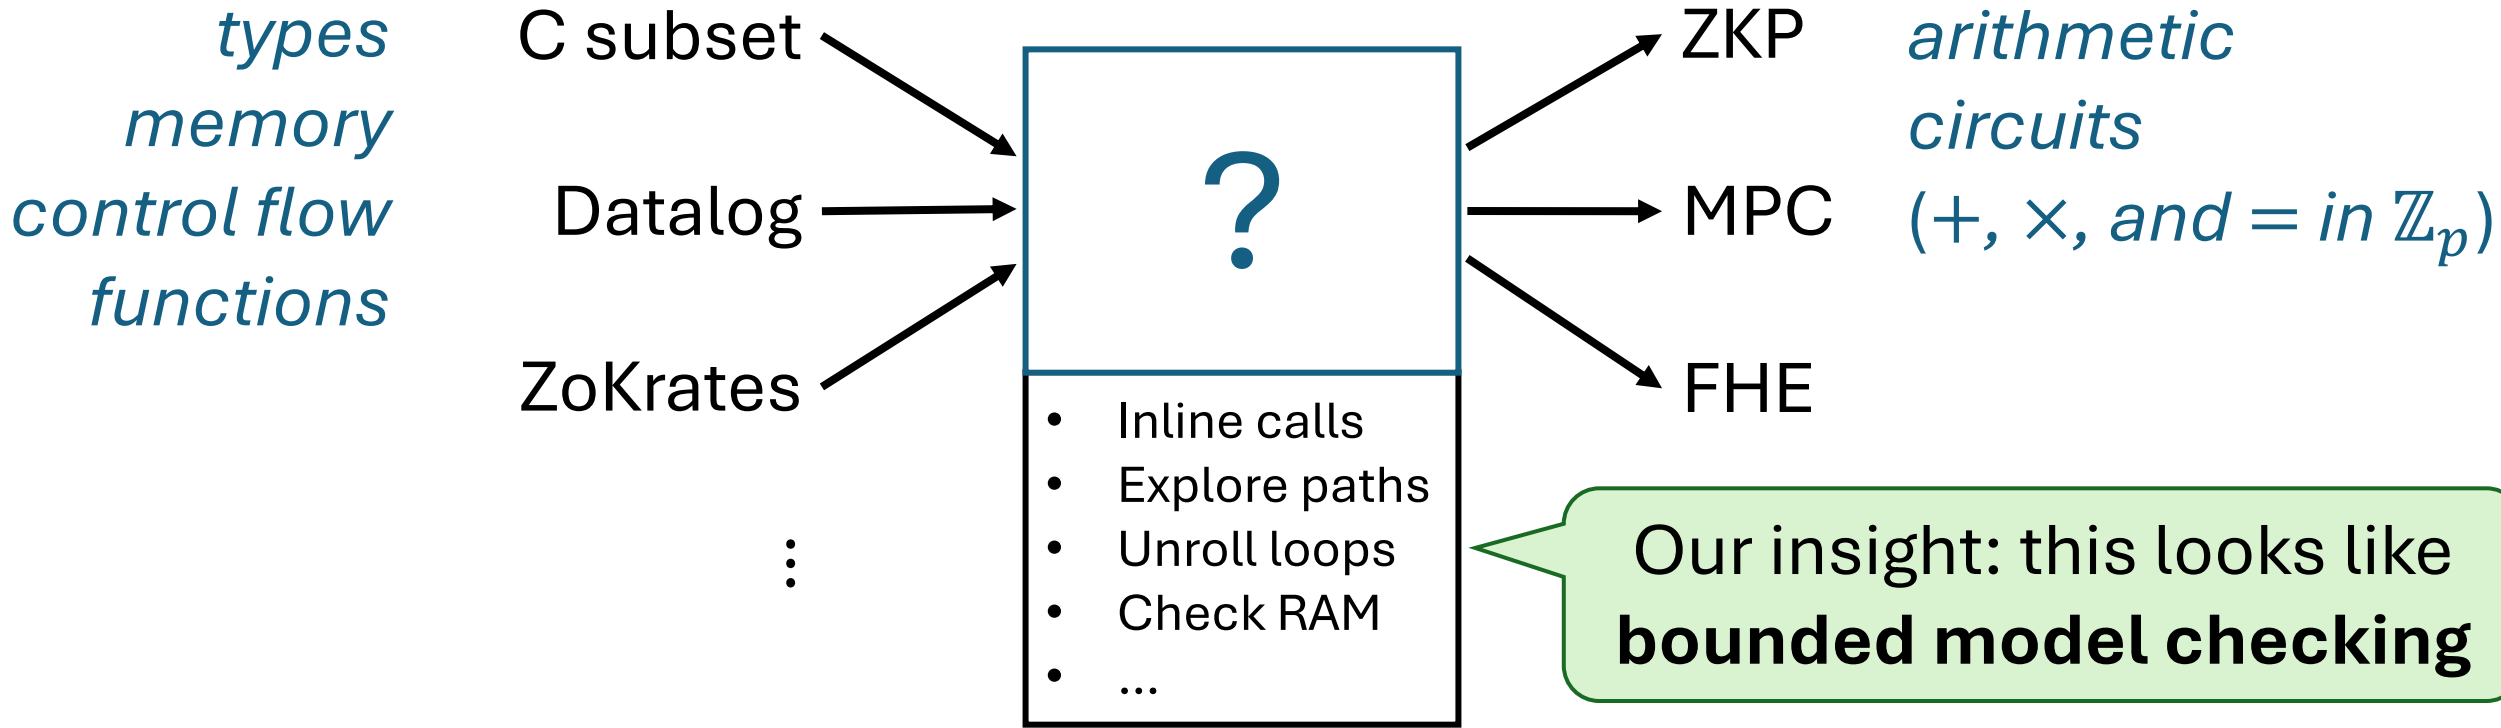 types
memory
control flow
functions
C subset
Datalog
ZoKrates
⋮
?
• Inline calls
• Explore paths
• Unroll loops
• Check RAM
• ...
ZKP
MPC
FHE
arithmetic
circuits
(+, ×, and = in ℤp)
Our insight: this looks like
bounded model checking